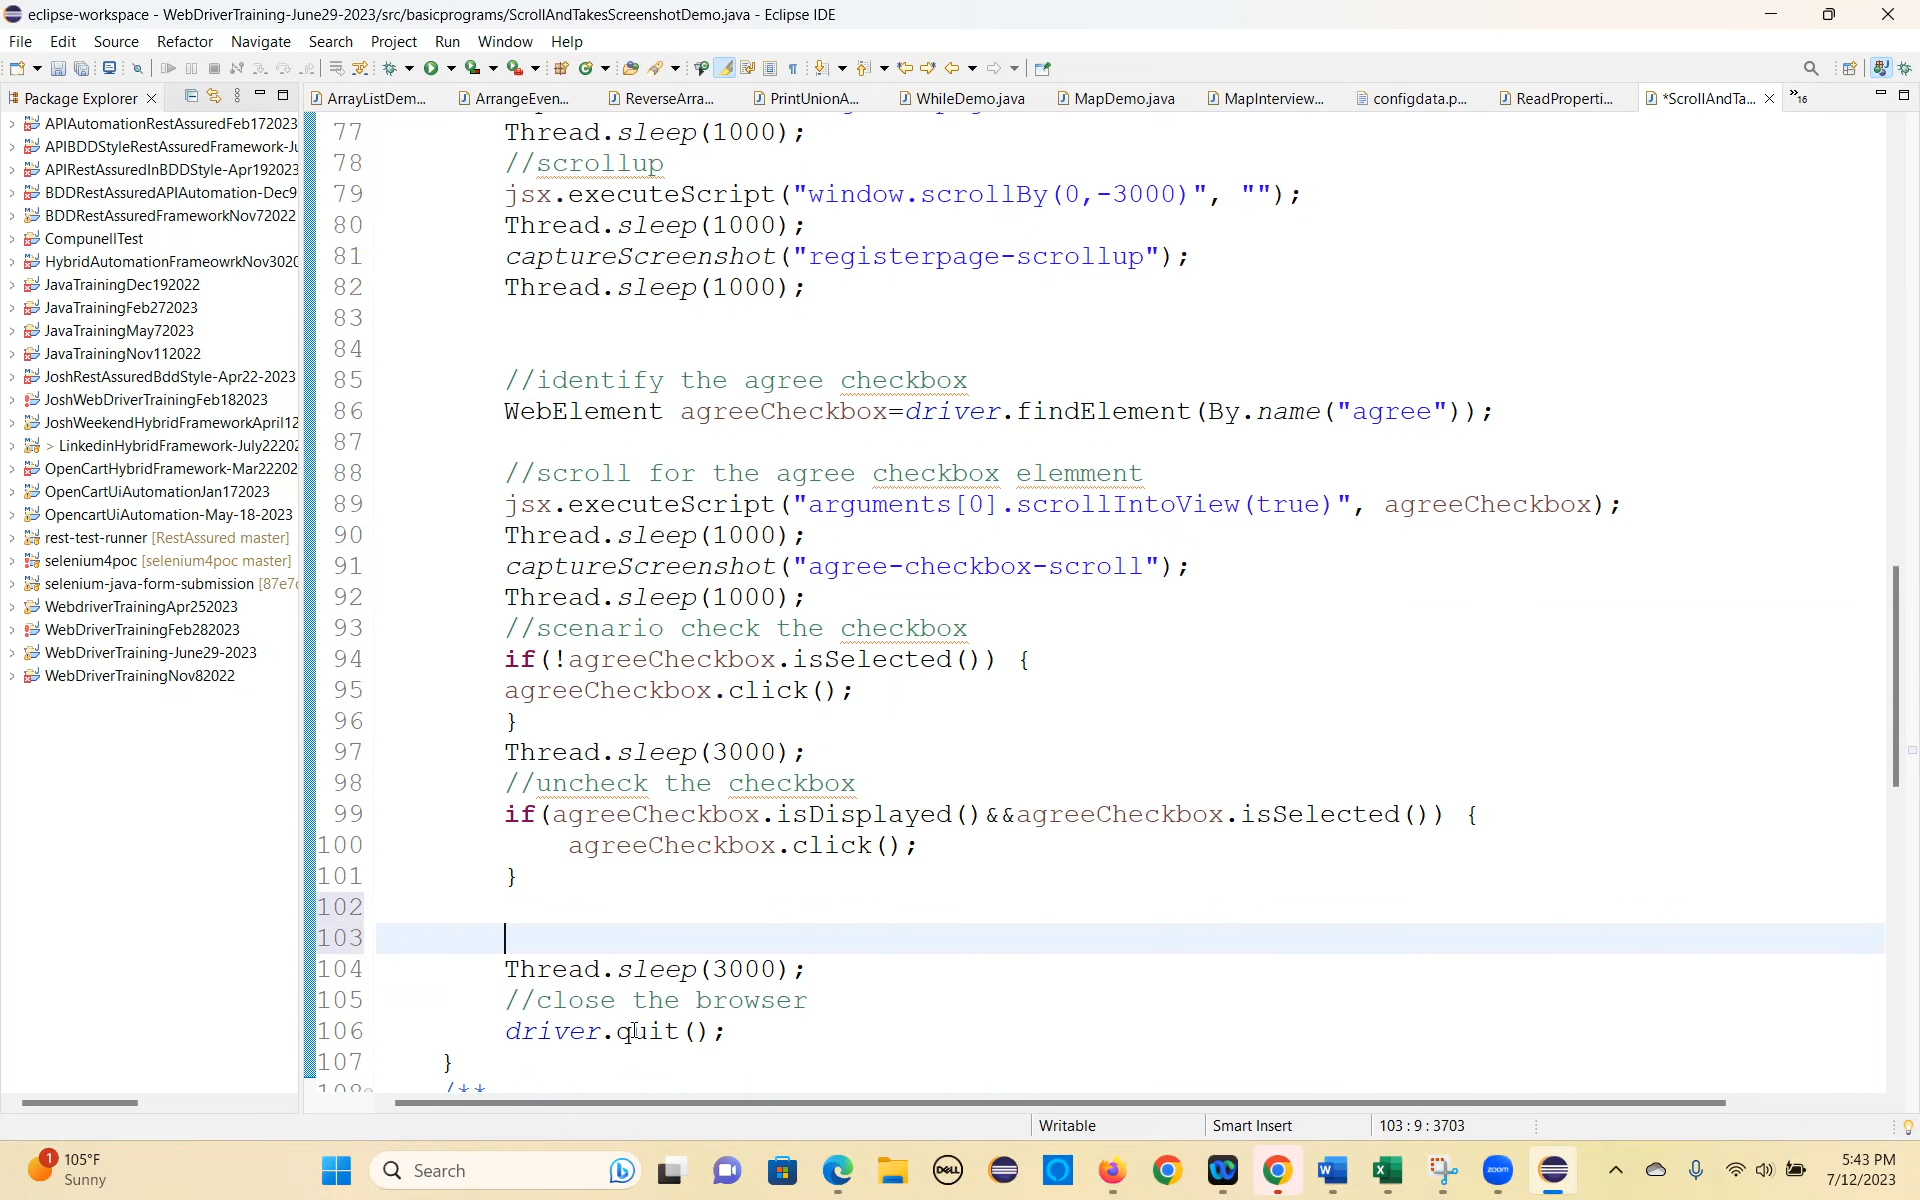 eclipse-workspace - WebDriverTraining-June29-2023/src/basicprograms/ScrollAndTakesScreenshotDemo.java - Eclipse IDE
File Edit Source Refactor Navigate Search Project Run Window Help
Package Explorer
ArrayListDem... ArrangeEven... ReverseArra... PrintUnionA... WhileDemo.java MapDemo.java MapInterview... configdata.p... ReadProperti... *ScrollAndTa... »16
APIAutomationRestAssuredFeb172023
APIBDDStyleRestAssuredFramework-Ju
APIRestAssuredInBDDStyle-Apr192023
BDDRestAssuredAPIAutomation-Dec9
BDDRestAssuredFrameworkNov72022
CompunellTest
HybridAutomationFrameowrkNov3020
JavaTrainingDec192022
JavaTrainingFeb272023
JavaTrainingMay72023
JavaTrainingNov112022
JoshRestAssuredBddStyle-Apr22-2023
JoshWebDriverTrainingFeb182023
JoshWeekendHybridFrameworkApril12
> LinkedinHybridFramework-July2220
OpenCartHybridFramework-Mar22202
OpenCartUiAutomationJan172023
OpencartUiAutomation-May-18-2023
rest-test-runner [RestAssured master]
selenium4poc [selenium4poc master]
selenium-java-form-submission [87e7
WebdriverTrainingApr252023
WebDriverTrainingFeb282023
WebDriverTraining-June29-2023
WebDriverTrainingNov82022
77 Thread.sleep(1000);
78 //scrollup
79 jsx.executeScript("window.scrollBy(0,-3000)", "");
80 Thread.sleep(1000);
81 captureScreenshot("registerpage-scrollup");
82 Thread.sleep(1000);
83
84
85 //identify the agree checkbox
86 WebElement agreeCheckbox=driver.findElement(By.name("agree"));
87
88 //scroll for the agree checkbox elemment
89 jsx.executeScript("arguments[0].scrollIntoView(true)", agreeCheckbox);
90 Thread.sleep(1000);
91 captureScreenshot("agree-checkbox-scroll");
92 Thread.sleep(1000);
93 //scenario check the checkbox
94 if(!agreeCheckbox.isSelected()) {
95 agreeCheckbox.click();
96 }
97 Thread.sleep(3000);
98 //uncheck the checkbox
99 if(agreeCheckbox.isDisplayed()&&agreeCheckbox.isSelected()) {
100 agreeCheckbox.click();
101 }
102
103
104 Thread.sleep(3000);
105 //close the browser
106 driver.quit();
107 }
108 /**
Writable Smart Insert 103 : 9 : 3703
1 105°F
Sunny
Search
DELL
zoom
5:43 PM
7/12/2023